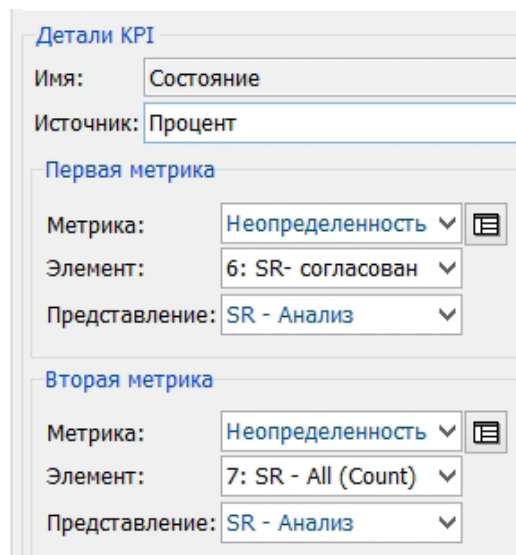 Детали KPI
Имя: Состояние
Источник: Процент
Первая метрика
Метрика: Неопределенность
Элемент: 6: SR- согласован
Представление: SR - Анализ
Вторая метрика
Метрика: Неопределенность
Элемент: 7: SR - All (Count)
Представление: SR - Анализ